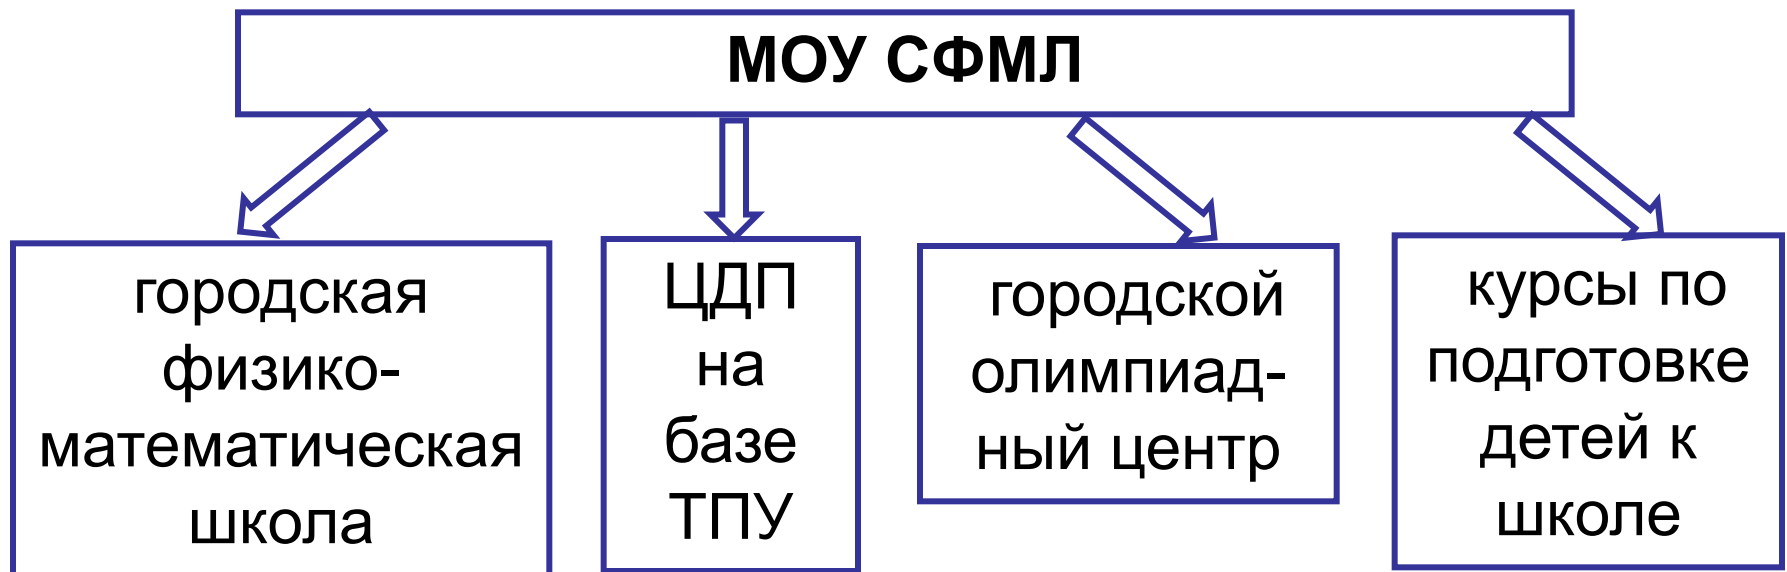 МОУ СФМЛ
городская
физико-
математическая
школа
ЦДП
на
базе
ТПУ
городской
олимпиад-
ный центр
курсы по
подготовке
детей к
школе